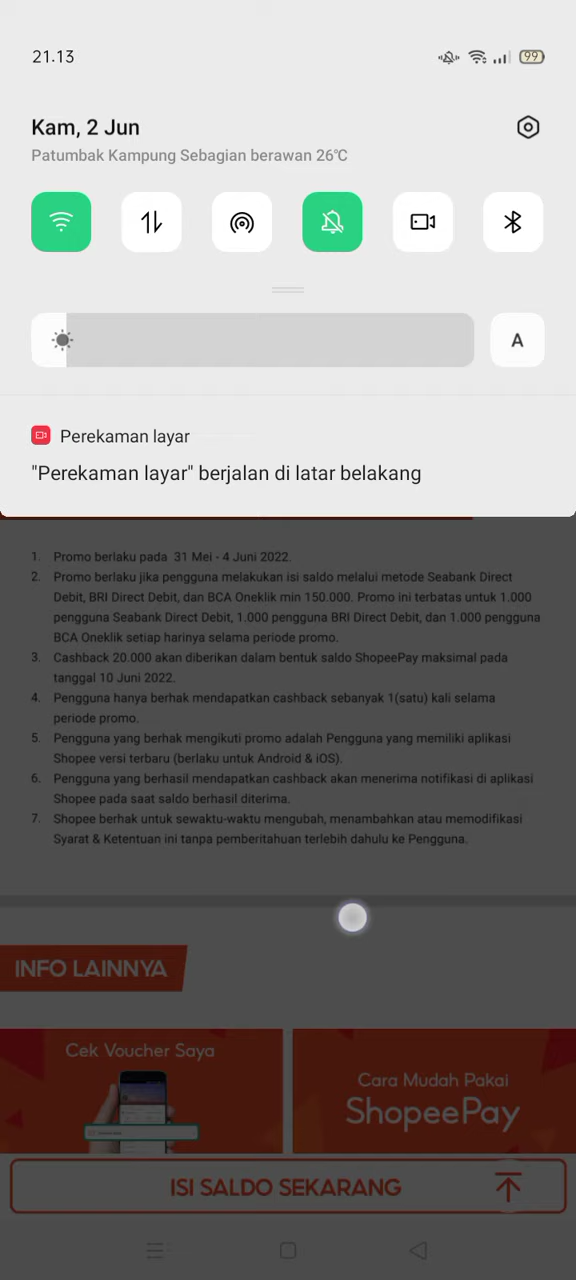 21.13
99
Kam, 2 Jun
Patumbak Kampung Sebagian berawan 26°C
A
Perekaman layar
"Perekaman layar" berjalan di latar belakang
1. Promo berlaku pada 31 Mei - 4 Juni 2022.
2. Promo berlaku jika pengguna melakukan isi saldo melalui metode Seabank Direct
Debit, BRI Direct Debit, dan BCA Oneklik min 150.000. Promo ini terbatas untuk 1.000
pengguna Seabank Direct Debit, 1.000 pengguna BRI Direct Debit, dan 1.000 pengguna
BCA Oneklik setiap harinya selama periode promo.
3. Cashback 20.000 akan diberikan dalam bentuk saldo ShopeePay maksimal pada
tanggal 10 Juni 2022.
4. Pengguna hanya berhak mendapatkan cashback sebanyak 1(satu) kali selama
periode promo.
5. Pengguna yang berhak mengikuti promo adalah Pengguna yang memiliki aplikasi
Shopee versi terbaru (berlaku untuk Android & iOS).
6. Pengguna yang berhasil mendapatkan cashback akan menerima notifikasi di aplikasi
Shopee pada saat saldo berhasil diterima.
7. Shopee berhak untuk sewaktu-waktu mengubah, menambahkan atau memodifikasi
Syarat & Ketentuan ini tanpa pemberitahuan terlebih dahulu ke Pengguna.
INFO LAINNYA
Cek Voucher Saya
Cara Mudah Pakai
ShopeePay
ISI SALDO SEKARANG